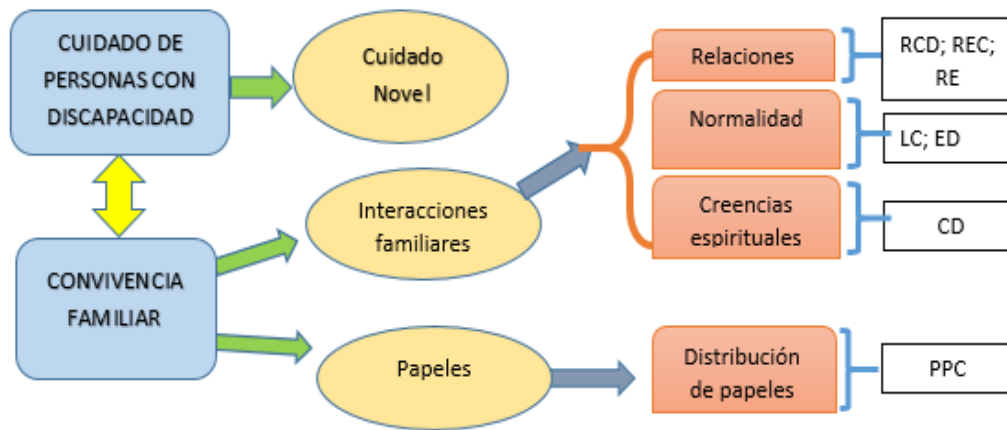 CUIDADO DE
PERSONAS CON
DISCAPACIDAD
Cuidado
Novel
Relaciones
RCD; REC;
RE
Normalidad
LC; ED
Interacciones
familiares
Creencias
espirituales
CD
CONVIVENCIA
FAMILIAR
Papeles
Distribución
de papeles
PPC